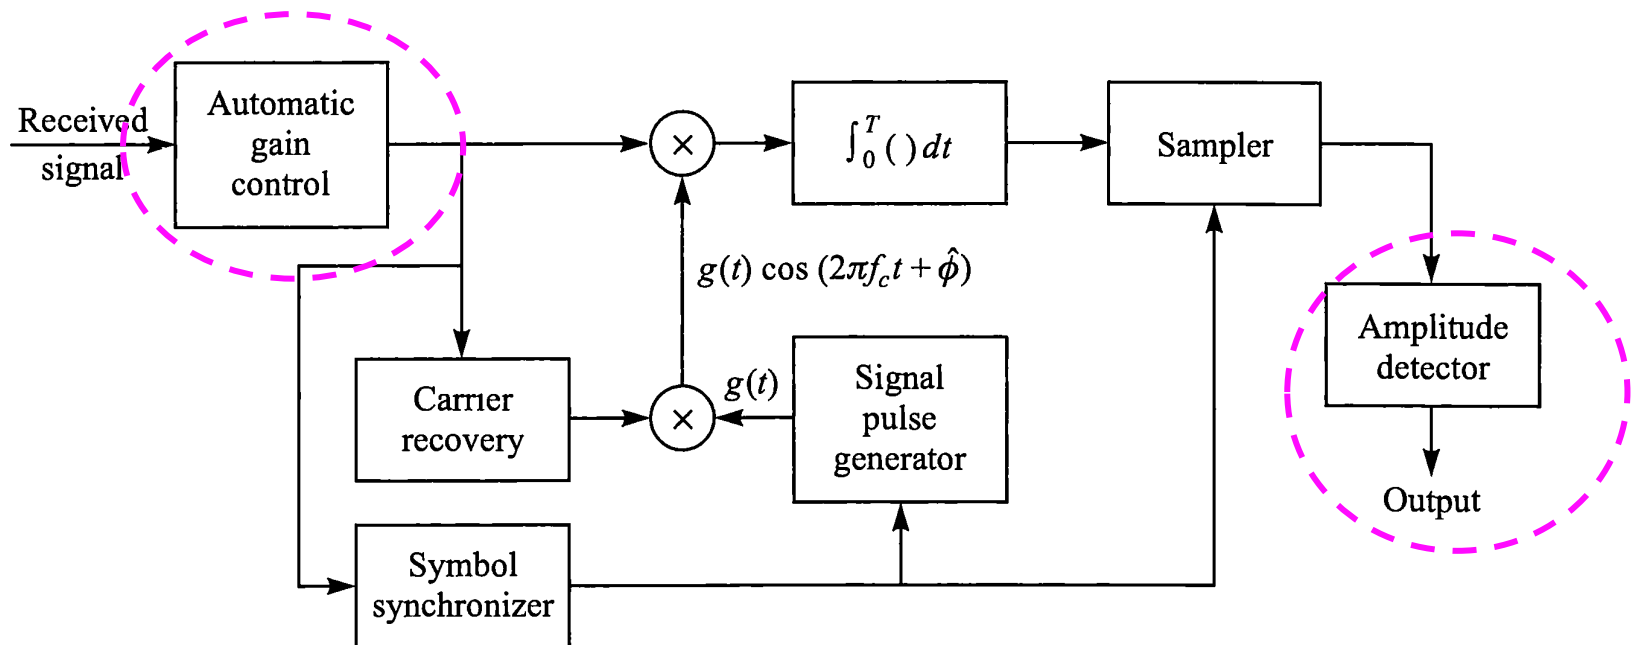 Received
signal
Automatic
gain
control
×
∫₀ᵀ ( ) dt
Sampler
g(t) cos (2πf_c t + φ̂)
Amplitude
detector
Carrier
recovery
×
g(t)
Signal
pulse
generator
Output
Symbol
synchronizer